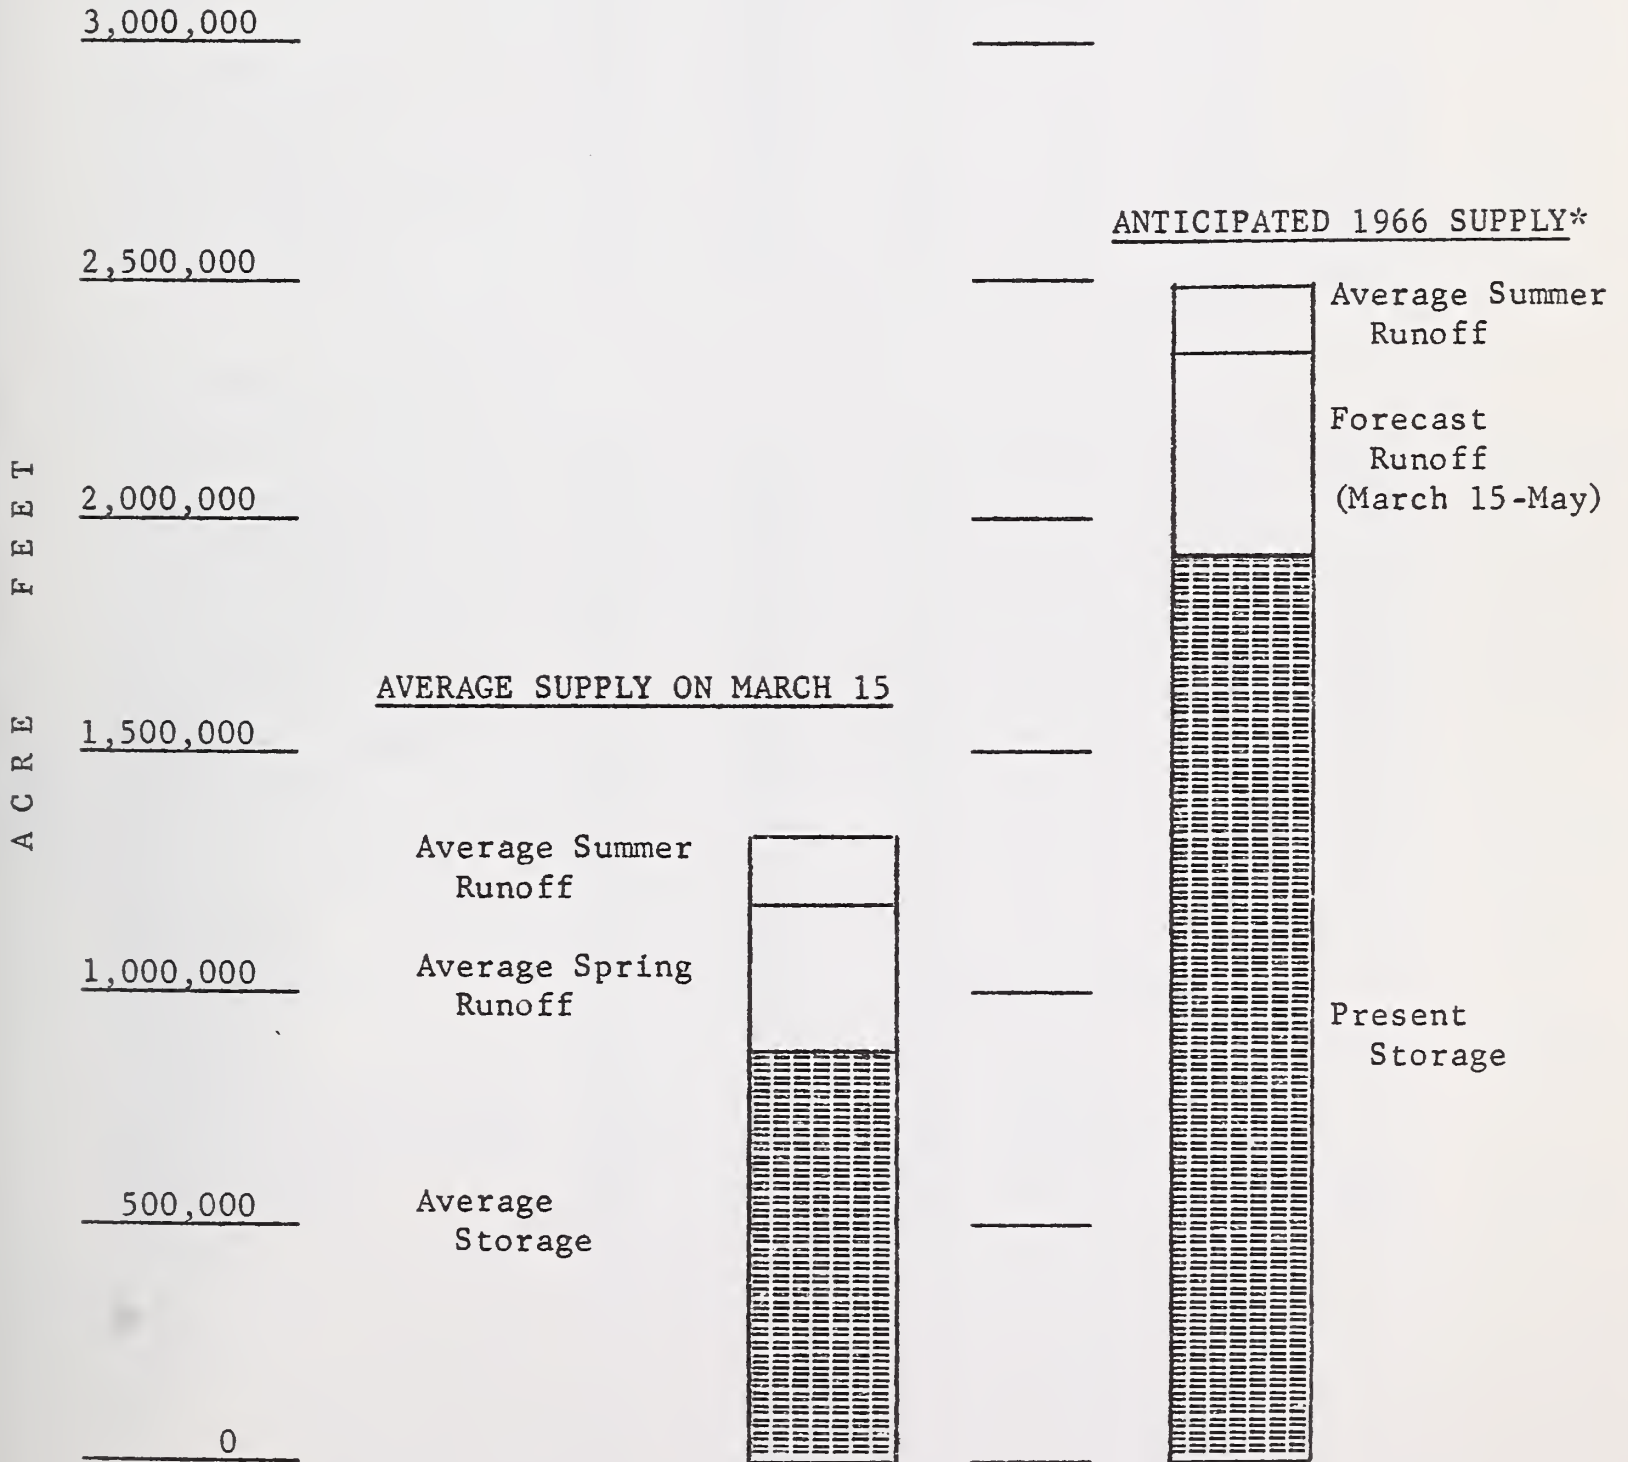 3,000,000
2,500,000
2,000,000
1,500,000
1,000,000
500,000
0
ACRE FEET
AVERAGE SUPPLY ON MARCH 15
Average Summer
Runoff
Average Spring
Runoff
Average
Storage
ANTICIPATED 1966 SUPPLY*
Average Summer
Runoff
Forecast
Runoff
(March 15-May)
Present
Storage